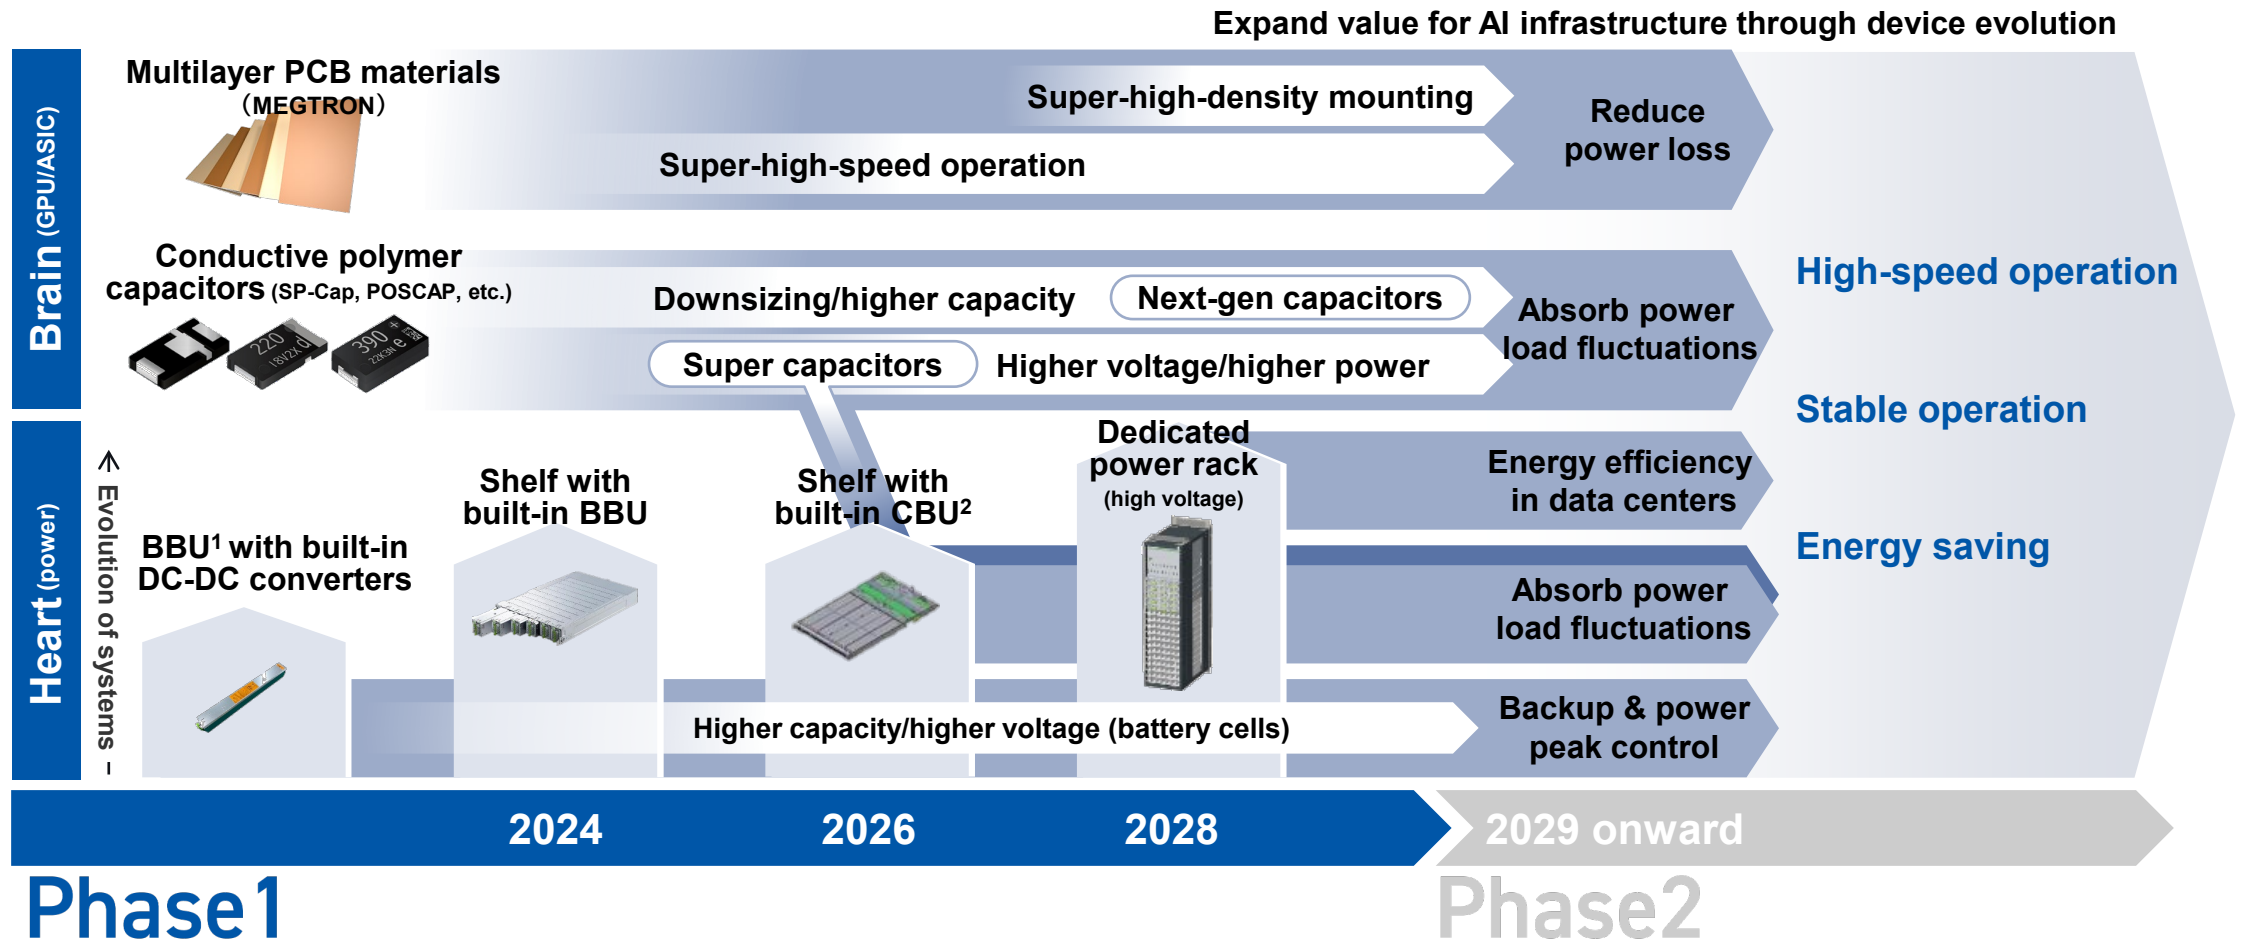 Expand value for AI infrastructure through device evolution
Brain (GPU/ASIC)
Multilayer PCB materials
(MEGTRON)
Super-high-density mounting
Super-high-speed operation
Reduce
power loss
Conductive polymer
capacitors (SP-Cap, POSCAP, etc.)
220
18V2X d
390 +
22K3N e
Downsizing/higher capacity
Next-gen capacitors
Super capacitors
Higher voltage/higher power
Absorb power
load fluctuations
High-speed operation
Stable operation
Energy saving
Heart (power)
Evolution of systems
BBU1 with built-in
DC-DC converters
Shelf with
built-in BBU
Shelf with
built-in CBU2
Dedicated
power rack
(high voltage)
Energy efficiency
in data centers
Absorb power
load fluctuations
Higher capacity/higher voltage (battery cells)
Backup & power
peak control
2024
2026
2028
2029 onward
Phase1
Phase2